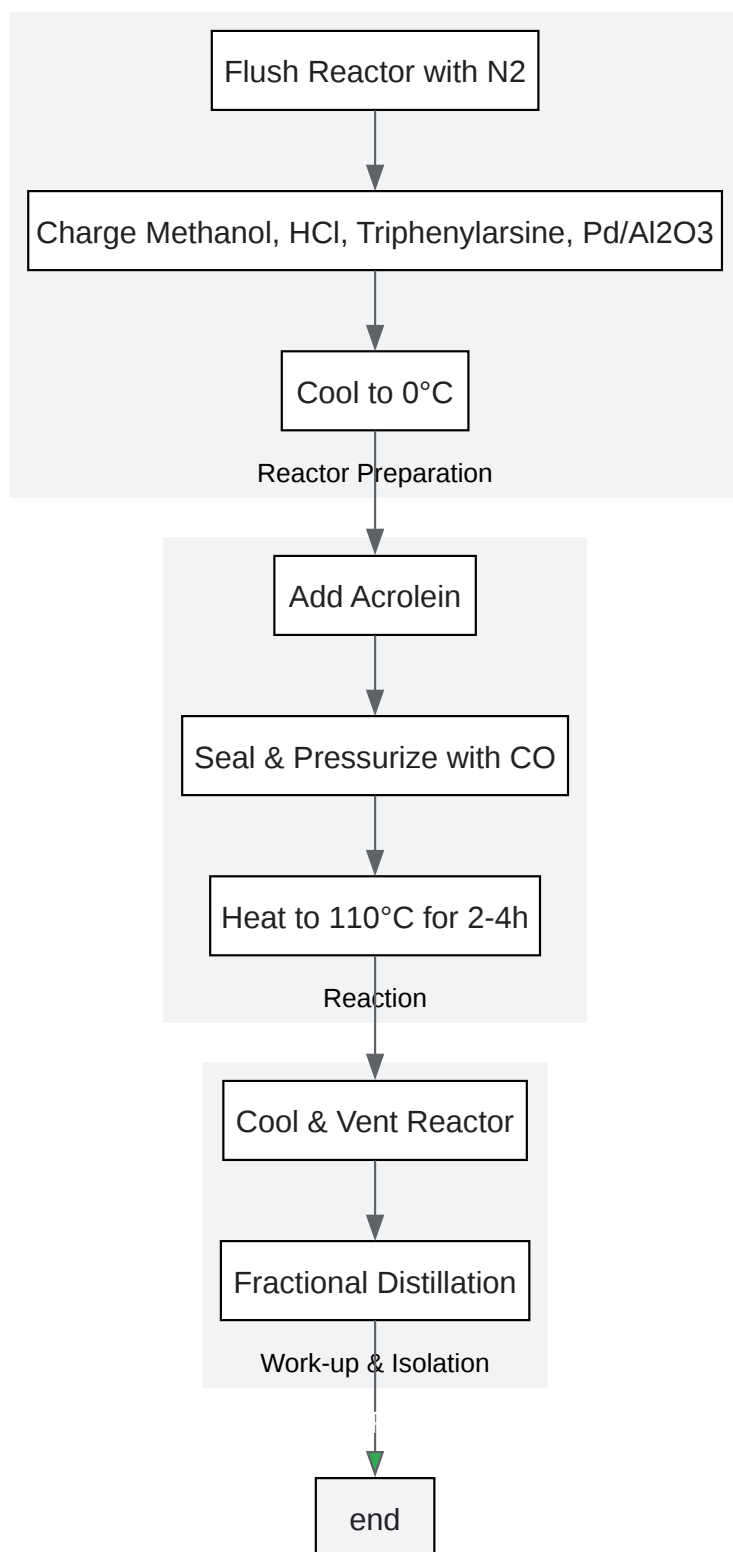 Flush Reactor with N2
Charge Methanol, HCl, Triphenylarsine, Pd/Al2O3
Cool to 0°C
Reactor Preparation
Add Acrolein
Seal & Pressurize with CO
Heat to 110°C for 2-4h
Reaction
Cool & Vent Reactor
Fractional Distillation
Work-up & Isolation
end